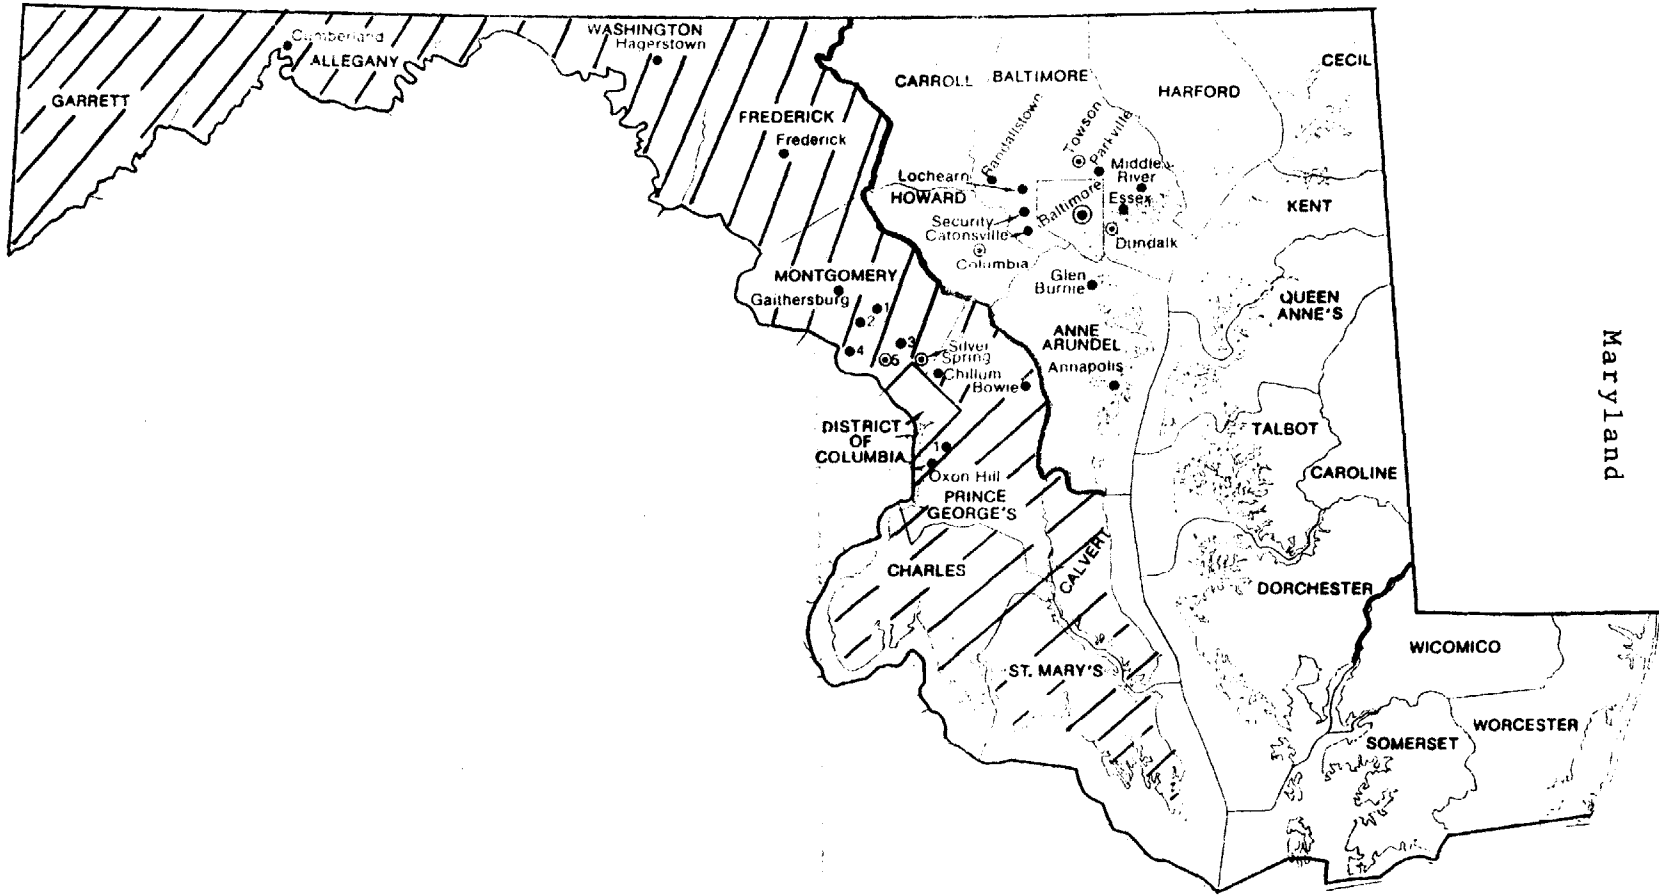 WASHINGTON
Hagerstown
Cumberland
ALLEGANY
GARRETT
FREDERICK
Frederick
CARROLL
BALTIMORE
HARFORD
CECIL
Randallstown
Towson
Parkville
Middle
River
Lochearn
HOWARD
Baltimore
Essex
KENT
Security
Catonsville
Dundalk
Columbia
MONTGOMERY
Gaithersburg
Glen
Burnie
QUEEN
ANNE'S
1
2
3
4
5
Silver
Spring
Chillum
Bowie
ANNE
ARUNDEL
Annapolis
DISTRICT
OF
COLUMBIA
1
Oxon Hill
PRINCE
GEORGE'S
TALBOT
CAROLINE
CHARLES
CALVERT
DORCHESTER
ST. MARY'S
WICOMICO
WORCESTER
SOMERSET
Maryland